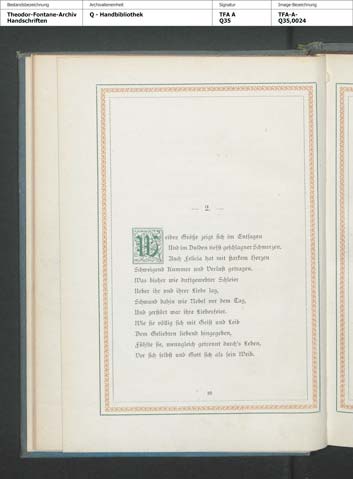 Bestandsbezeichnung
Archivalieneinheit
Signatur
Image-Bezeichnung
Theodor-Fontane-Archiv
Handschriften
Q - Handbibliothek
TFA A
Q35
TFA-A-
Q35,0024
— 2. —
Weibes Größe zeigt sich im Entsagen
Und im Dulden tiefst geschlagner Schmerzen.
Auch Felicia hat mit starkem Herzen
Schweigend Kummer und Verlust getragen.
Was bisher wie duftgewebter Schleier
Ueber ihr und ihrer Liebe lag,
Schwand dahin wie Nebel vor dem Tag,
Und zerstört war ihre Liebesfeier.
Wie sie völlig sich mit Geist und Leib
Dem Geliebten liebend hingegeben,
Fühlte sie, wenngleich getrennt durch's Leben,
Vor sich selbst und Gott sich als sein Weib.